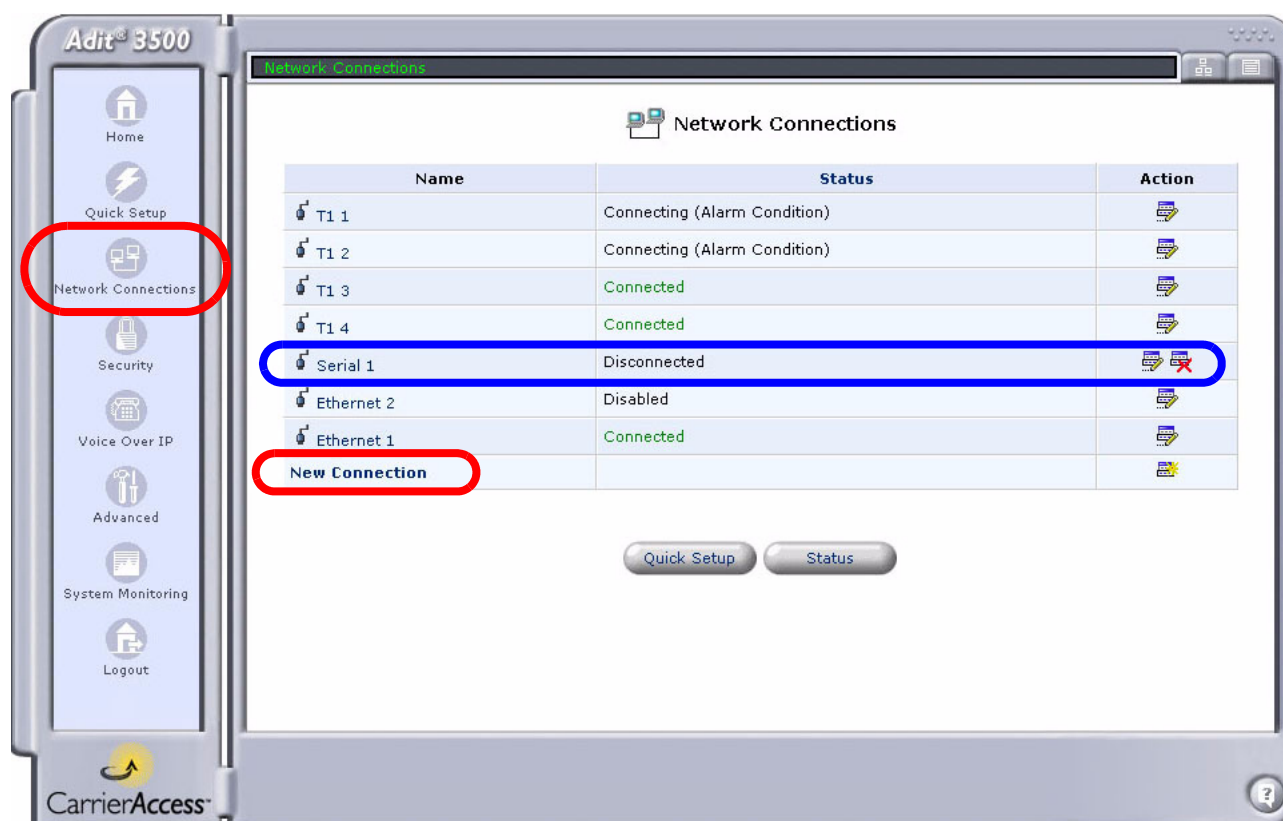 Adit® 3500
Network Connections
Home
Quick Setup
Network Connections
Security
Voice Over IP
Advanced
System Monitoring
Logout
Network Connections
Name Status Action
T1 1 Connecting (Alarm Condition)
T1 2 Connecting (Alarm Condition)
T1 3 Connected
T1 4 Connected
Serial 1 Disconnected
Ethernet 2 Disabled
Ethernet 1 Connected
New Connection
Quick Setup Status
CarrierAccess™
?